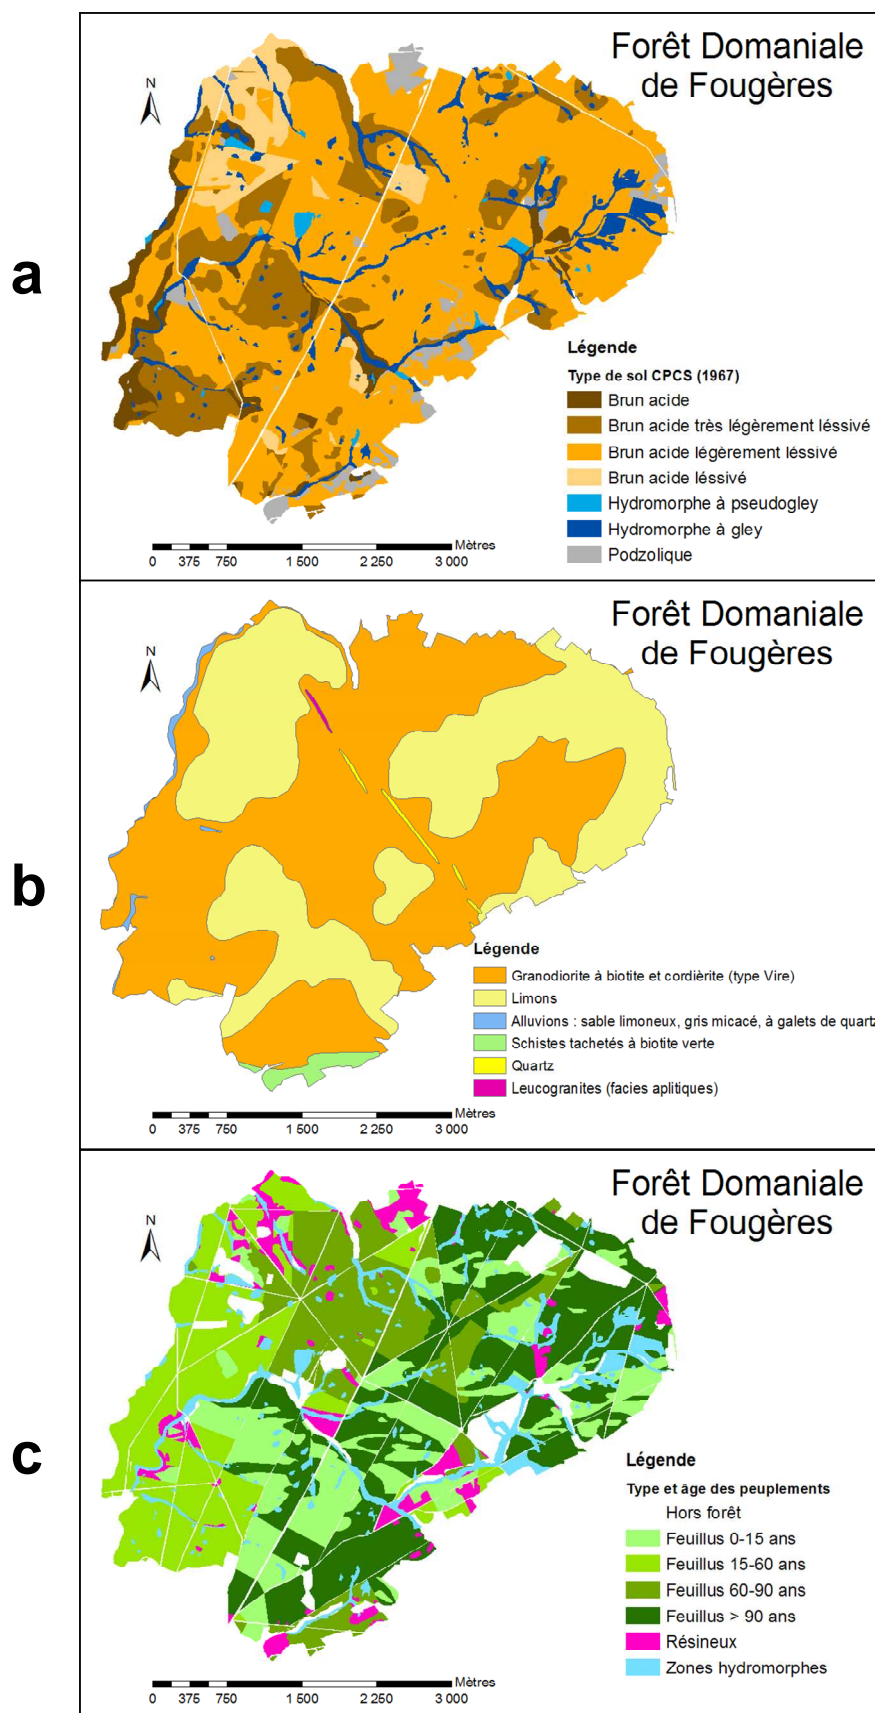 a
Forêt Domaniale
de Fougères
N
Légende
Type de sol CPCS (1967)
Brun acide
Brun acide très légèrement léssivé
Brun acide légèrement léssivé
Brun acide léssivé
Hydromorphe à pseudogley
Hydromorphe à gley
Podzolique
Mètres
0 375 750 1 500 2 250 3 000
b
Forêt Domaniale
de Fougères
N
Légende
Granodiorite à biotite et cordièrite (type Vire)
Limons
Alluvions : sable limoneux, gris micacé, à galets de quartz
Schistes tachetés à biotite verte
Quartz
Leucogranites (facies aplitiques)
Mètres
0 375 750 1 500 2 250 3 000
c
Forêt Domaniale
de Fougères
N
Légende
Type et âge des peuplements
Hors forêt
Feuillus 0-15 ans
Feuillus 15-60 ans
Feuillus 60-90 ans
Feuillus > 90 ans
Résineux
Zones hydromorphes
Mètres
0 375 750 1 500 2 250 3 000